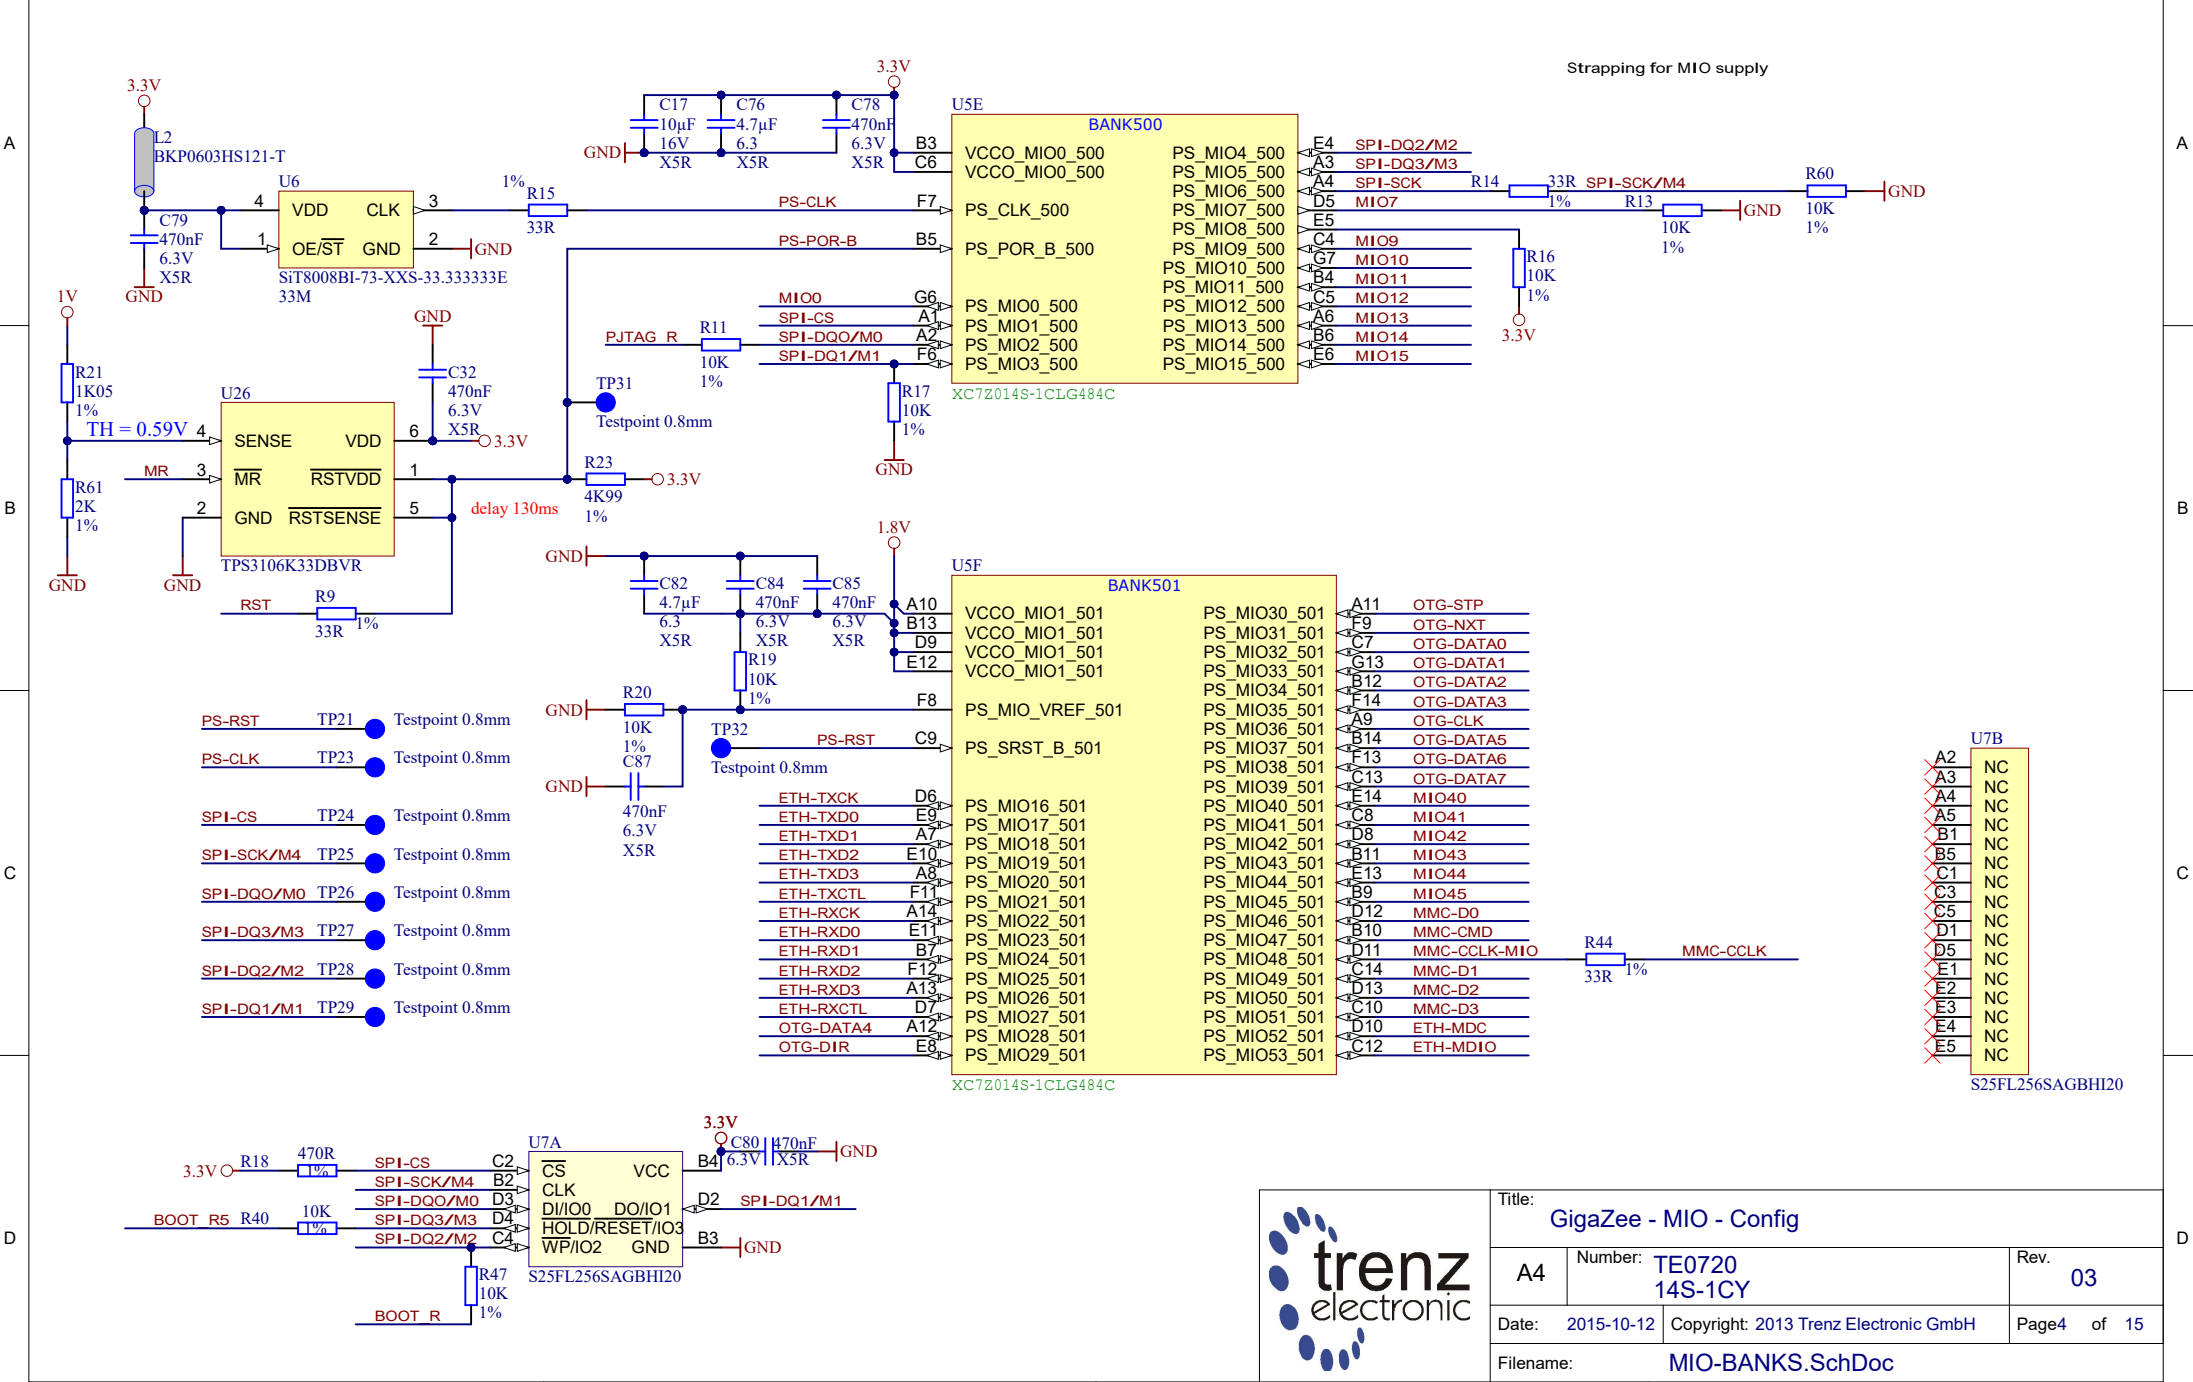 Strapping for MIO supply
3.3V
L2
BKP0603HS121-T
C79
470nF
6.3V
X5R
GND
U6
4 VDD CLK 3
1 OE/ST GND 2
GND
SiT8008BI-73-XXS-33.333333E
33M
1%
R15
33R
PS-CLK
PS-POR-B
3.3V
C17
10µF
16V
X5R
C76
4.7µF
6.3
X5R
C78
470nF
6.3V
X5R
GND
U5E
BANK500
B3 VCCO_MIO0_500
C6 VCCO_MIO0_500
F7 PS_CLK_500
B5 PS_POR_B_500
MIO0 G6 PS_MIO0_500
SPI-CS A1 PS_MIO1_500
SPI-DQO/M0 A2 PS_MIO2_500
SPI-DQ1/M1 F6 PS_MIO3_500
PS_MIO4_500 E4 SPI-DQ2/M2
PS_MIO5_500 A3 SPI-DQ3/M3
PS_MIO6_500 A4 SPI-SCK
PS_MIO7_500 D5 MIO7
PS_MIO8_500 E5
PS_MIO9_500 C4 MIO9
PS_MIO10_500 G7 MIO10
PS_MIO11_500 B4 MIO11
PS_MIO12_500 C5 MIO12
PS_MIO13_500 A6 MIO13
PS_MIO14_500 B6 MIO14
PS_MIO15_500 E6 MIO15
XC7Z014S-1CLG484C
R14 33R 1%
SPI-SCK/M4
R60
10K
1%
GND
R13
10K
1%
GND
R16
10K
1%
3.3V
PJTAG_R
R11
10K
1%
R17
10K
1%
GND
1V
R21
1K05
1%
TH = 0.59V
R61
2K
1%
GND
MR
GND
U26
4 SENSE VDD 6
3 MR RSTVDD 1
2 GND RSTSENSE 5
TPS3106K33DBVR
GND
C32
470nF
6.3V
X5R
3.3V
TP31
Testpoint 0.8mm
R23
4K99
1%
3.3V
delay 130ms
RST
R9
33R
1%
GND
1.8V
C82
4.7µF
6.3
X5R
C84
470nF
6.3V
X5R
C85
470nF
6.3V
X5R
R19
10K
1%
GND
R20
10K
1%
C87
470nF
6.3V
X5R
GND
TP32
Testpoint 0.8mm
PS-RST
U5F
BANK501
A10 VCCO_MIO1_501
B13 VCCO_MIO1_501
D9 VCCO_MIO1_501
E12 VCCO_MIO1_501
F8 PS_MIO_VREF_501
C9 PS_SRST_B_501
ETH-TXCK D6 PS_MIO16_501
ETH-TXD0 E9 PS_MIO17_501
ETH-TXD1 A7 PS_MIO18_501
ETH-TXD2 E10 PS_MIO19_501
ETH-TXD3 A8 PS_MIO20_501
ETH-TXCTL F11 PS_MIO21_501
ETH-RXCK A14 PS_MIO22_501
ETH-RXD0 E11 PS_MIO23_501
ETH-RXD1 B7 PS_MIO24_501
ETH-RXD2 F12 PS_MIO25_501
ETH-RXD3 A13 PS_MIO26_501
ETH-RXCTL D7 PS_MIO27_501
OTG-DATA4 A12 PS_MIO28_501
OTG-DIR E8 PS_MIO29_501
PS_MIO30_501 A11 OTG-STP
PS_MIO31_501 F9 OTG-NXT
PS_MIO32_501 C7 OTG-DATA0
PS_MIO33_501 G13 OTG-DATA1
PS_MIO34_501 B12 OTG-DATA2
PS_MIO35_501 F14 OTG-DATA3
PS_MIO36_501 A9 OTG-CLK
PS_MIO37_501 B14 OTG-DATA5
PS_MIO38_501 F13 OTG-DATA6
PS_MIO39_501 C13 OTG-DATA7
PS_MIO40_501 E14 MIO40
PS_MIO41_501 C8 MIO41
PS_MIO42_501 D8 MIO42
PS_MIO43_501 B11 MIO43
PS_MIO44_501 E13 MIO44
PS_MIO45_501 B9 MIO45
PS_MIO46_501 D12 MMC-D0
PS_MIO47_501 B10 MMC-CMD
PS_MIO48_501 D11 MMC-CCLK-MIO
PS_MIO49_501 C14 MMC-D1
PS_MIO50_501 D13 MMC-D2
PS_MIO51_501 C10 MMC-D3
PS_MIO52_501 D10 ETH-MDC
PS_MIO53_501 C12 ETH-MDIO
XC7Z014S-1CLG484C
R44
33R
1%
MMC-CCLK
PS-RST TP21 Testpoint 0.8mm
PS-CLK TP23 Testpoint 0.8mm
SPI-CS TP24 Testpoint 0.8mm
SPI-SCK/M4 TP25 Testpoint 0.8mm
SPI-DQO/M0 TP26 Testpoint 0.8mm
SPI-DQ3/M3 TP27 Testpoint 0.8mm
SPI-DQ2/M2 TP28 Testpoint 0.8mm
SPI-DQ1/M1 TP29 Testpoint 0.8mm
U7B
A2 NC
A3 NC
A4 NC
A5 NC
B1 NC
B5 NC
C1 NC
C3 NC
C5 NC
D1 NC
D5 NC
E1 NC
E2 NC
E3 NC
E4 NC
E5 NC
S25FL256SAGBHI20
3.3V R18 470R 1%
BOOT_R5 R40 10K 1%
SPI-CS C2
SPI-SCK/M4 B2
SPI-DQO/M0 D3
SPI-DQ3/M3 D4
SPI-DQ2/M2 C4
U7A
CS VCC B4
CLK
DI/IO0 DO/IO1 D2 SPI-DQ1/M1
HOLD/RESET/IO3
WP/IO2 GND B3 GND
S25FL256SAGBHI20
3.3V
C80 470nF
6.3V X5R
GND
R47
10K
1%
BOOT_R
trenz
electronic
Title:
GigaZee - MIO - Config
A4
Number: TE0720
14S-1CY
Rev.
03
Date: 2015-10-12
Copyright: 2013 Trenz Electronic GmbH
Page4 of 15
Filename: MIO-BANKS.SchDoc
A
B
C
D
A
B
C
D